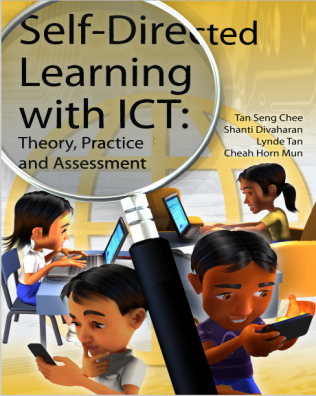 Self-Directed
Learning
with ICT:
Theory, Practice
and Assessment
Tan Seng Chee
Shanti Divaharan
Lynde Tan
Cheah Horn Mun